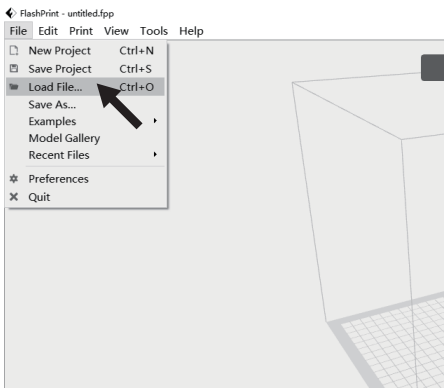 FlashPrint - untitled.fpp
File Edit Print View Tools Help
New Project Ctrl+N
Save Project Ctrl+S
Load File... Ctrl+O
Save As...
Examples
Model Gallery
Recent Files
Preferences
Quit